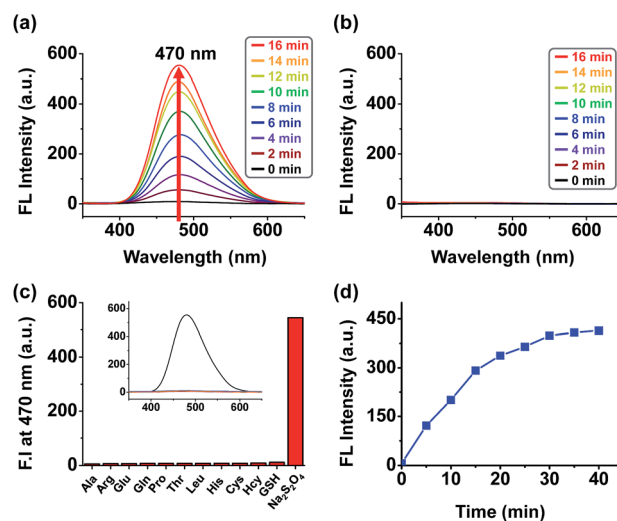 (a)
600
400
200
0
FL Intensity (a.u.)
470 nm
16 min
14 min
12 min
10 min
8 min
6 min
4 min
2 min
0 min
400
500
600
Wavelength (nm)
(b)
600
400
200
0
FL Intensity (a.u.)
16 min
14 min
12 min
10 min
8 min
6 min
4 min
2 min
0 min
400
500
600
Wavelength (nm)
(c)
600
400
200
0
F.I at 470 nm (a.u.)
600
400
200
0
400
500
600
Ala
Arg
Glu
Gln
Pro
Thr
Leu
His
Cys
Hcy
GSH
Na₂S₂O₄
(d)
450
300
150
0
FL Intensity (a.u.)
0
10
20
30
40
Time (min)